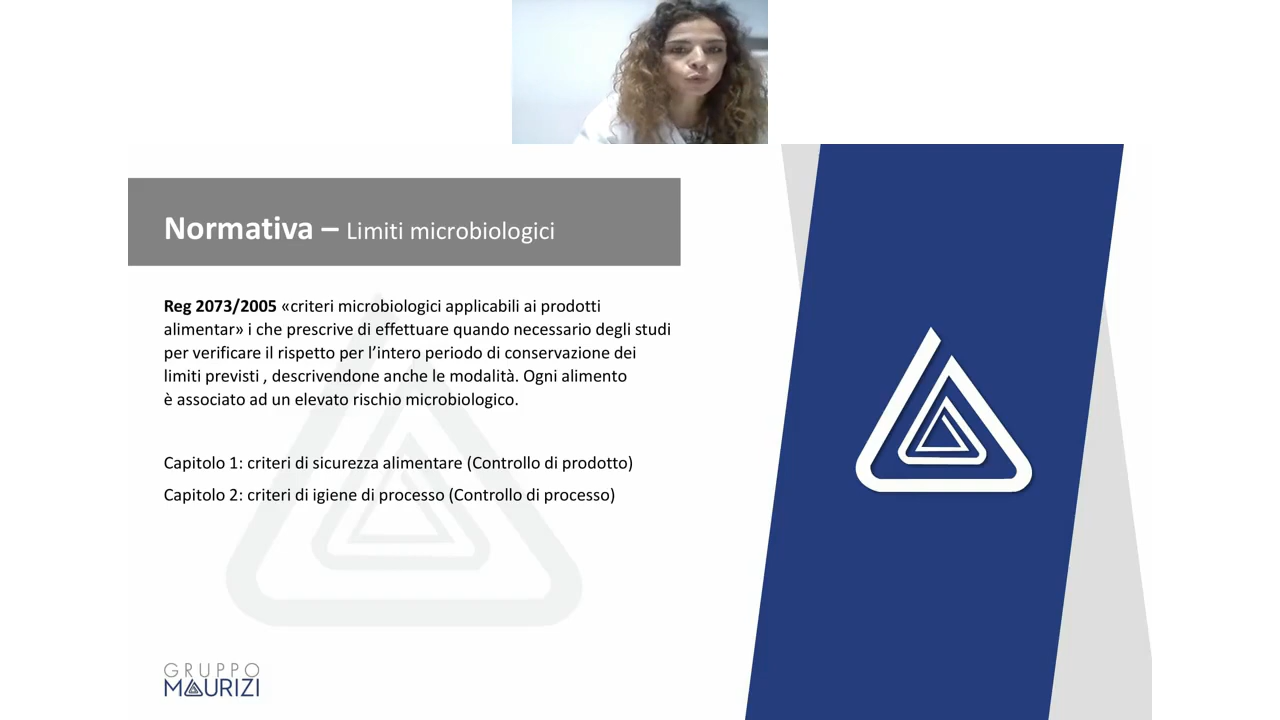 Normativa – Limiti microbiologici
Reg 2073/2005 «criteri microbiologici applicabili ai prodotti
alimentar» i che prescrive di effettuare quando necessario degli studi
per verificare il rispetto per l’intero periodo di conservazione dei
limiti previsti , descrivendone anche le modalità. Ogni alimento
è associato ad un elevato rischio microbiologico.
Capitolo 1: criteri di sicurezza alimentare (Controllo di prodotto)
Capitolo 2: criteri di igiene di processo (Controllo di processo)
GRUPPO
MAURIZI